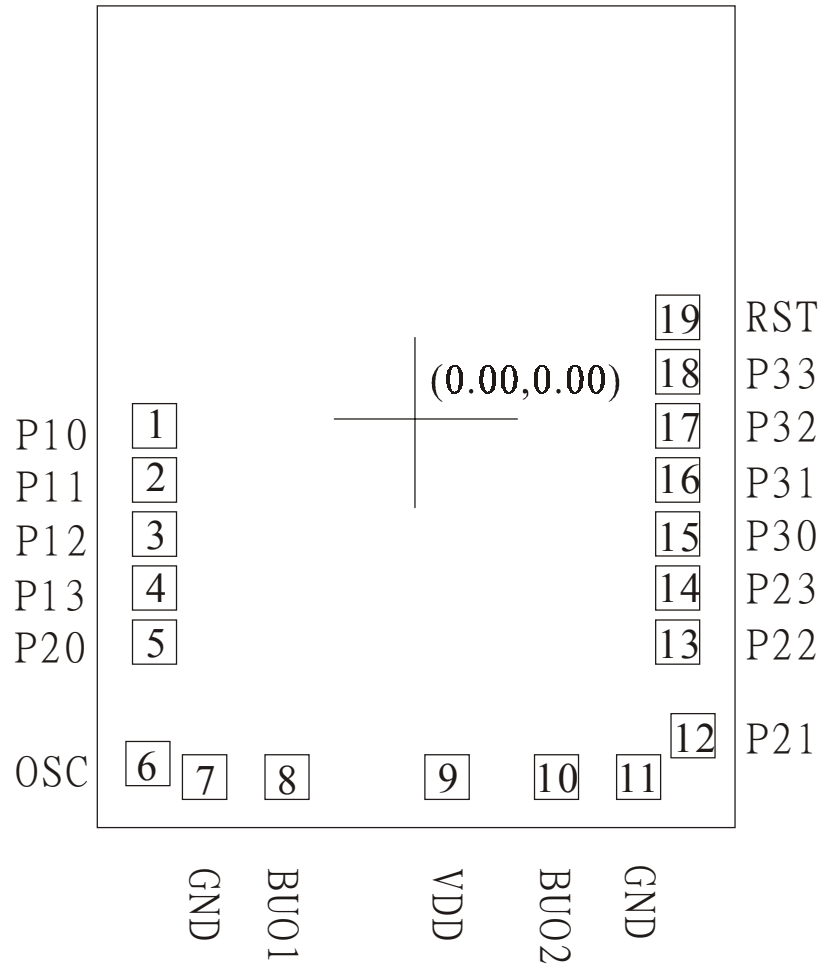 19 RST
(0.00,0.00) 18 P33
P10 1 17 P32
P11 2 16 P31
P12 3 15 P30
P13 4 14 P23
P20 5 13 P22
12 P21
OSC 6 7 8 9 10 11
GND BUO1 VDD BUO2 GND